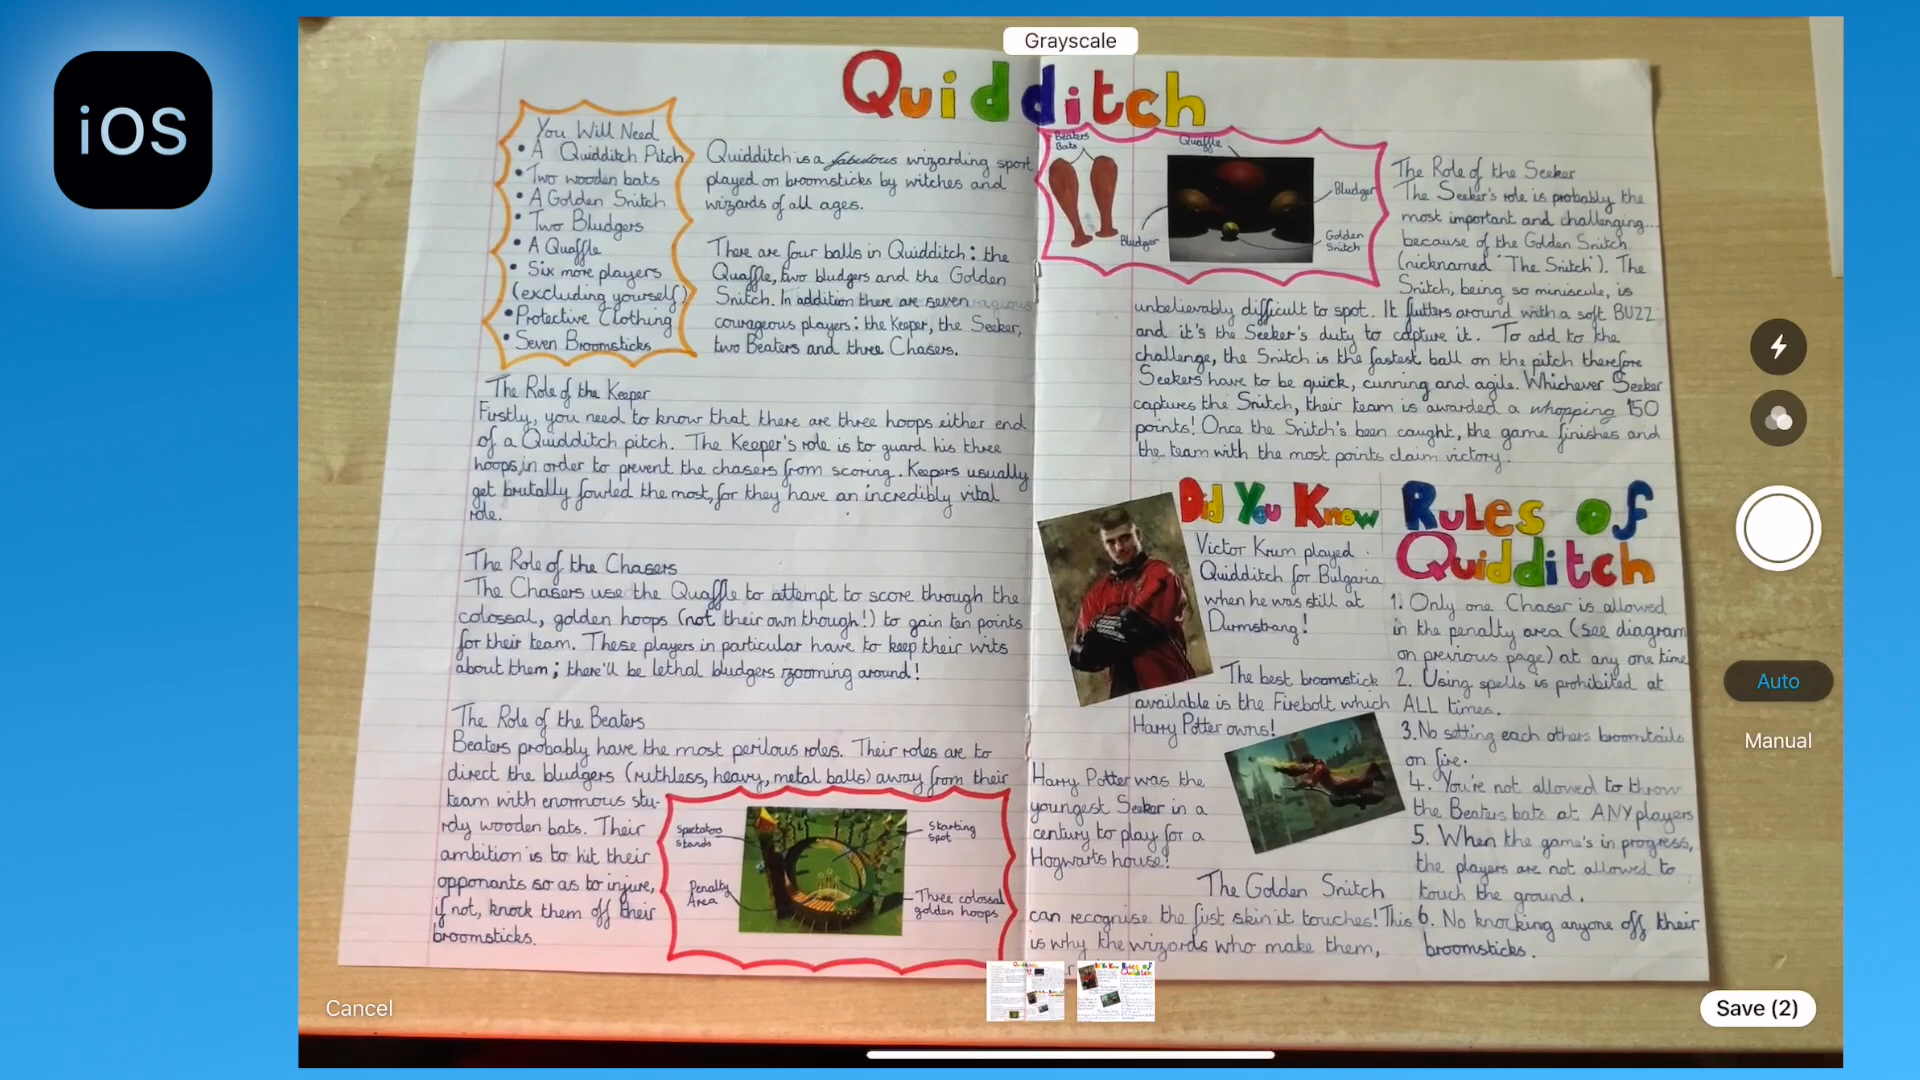 iOS
Grayscale
Quidditch
You Will Need
• A Quidditch Pitch
• Two wooden bats
• A Golden Snitch
• Two Bludgers
• A Quaffle
• Six more players
(excluding yourself)
• Protective Clothing
• Seven Broomsticks
Quidditch is a fabulous wizarding sport
played on broomsticks by witches and
wizards of all ages.
There are four balls in Quidditch: the
Quaffle, two bludgers and the Golden
Snitch. In addition there are seven
courageous players: the Keeper, the Seeker,
two Beaters and three Chasers.
The Role of the Keeper
Firstly, you need to know that there are three hoops either end
of a Quidditch pitch. The Keeper's role is to guard his three
hoops, in order to prevent the chasers from scoring. Keepers usually
get brutally fowled the most, for they have an incredibly vital
role.
The Role of the Chasers
The Chasers use the Quaffle to attempt to score through the
colossal, golden hoops (not their own though!) to gain ten points
for their team. These players in particular have to keep their wits
about them; there'll be lethal bludgers zooming around!
The Role of the Beaters
Beaters probably have the most perilous roles. Their roles are to
direct the bludgers (ruthless, heavy, metal balls) away from their
team with enormous stu-
rdy wooden bats. Their
ambition is to hit their
opponants so as to injure,
if not, knock them off their
broomsticks.
Spectators
stands
Starting
spot
Penalty
Area
Three colossal
golden hoops
Beaters
Bats
Quaffle
Bludger
Bludger
Golden
Snitch
The Role of the Seeker
The Seeker's role is probably the
most important and challenging...
because of the Golden Snitch
(nicknamed 'The Snitch'). The
Snitch, being so miniscule, is
unbelievably difficult to spot. It flutters around with a soft BUZZ
and it's the Seeker's duty to capture it. To add to the
challenge, the Snitch is the fastest ball on the pitch therefore
Seekers have to be quick, cunning and agile. Whichever Seeker
captures the Snitch, their team is awarded a whopping 150
points! Once the Snitch's been caught, the game finishes and
the team with the most points claim victory.
Did You Know
Victor Krum played
Quidditch for Bulgaria
when he was still at
Durmstrang!
The best broomstick
available is the Firebolt which
Harry Potter owns!
Harry Potter was the
youngest Seeker in a
century to play for a
Hogwarts house!
The Golden Snitch
can recognise the fist skin it touches! This
is why the wizards who make them,
Rules of
Quidditch
1. Only one Chaser is allowed
in the penalty area (see diagram
on previous page) at any one time
2. Using spells is prohibited at
ALL times.
3. No setting each others broomtails
on fire.
4. You're not allowed to throw
the Beaters bats at ANY players
5. When the game's in progress,
the players are not allowed to
touch the ground.
6. No knocking anyone off their
broomsticks.
Auto
Manual
Cancel
Save (2)